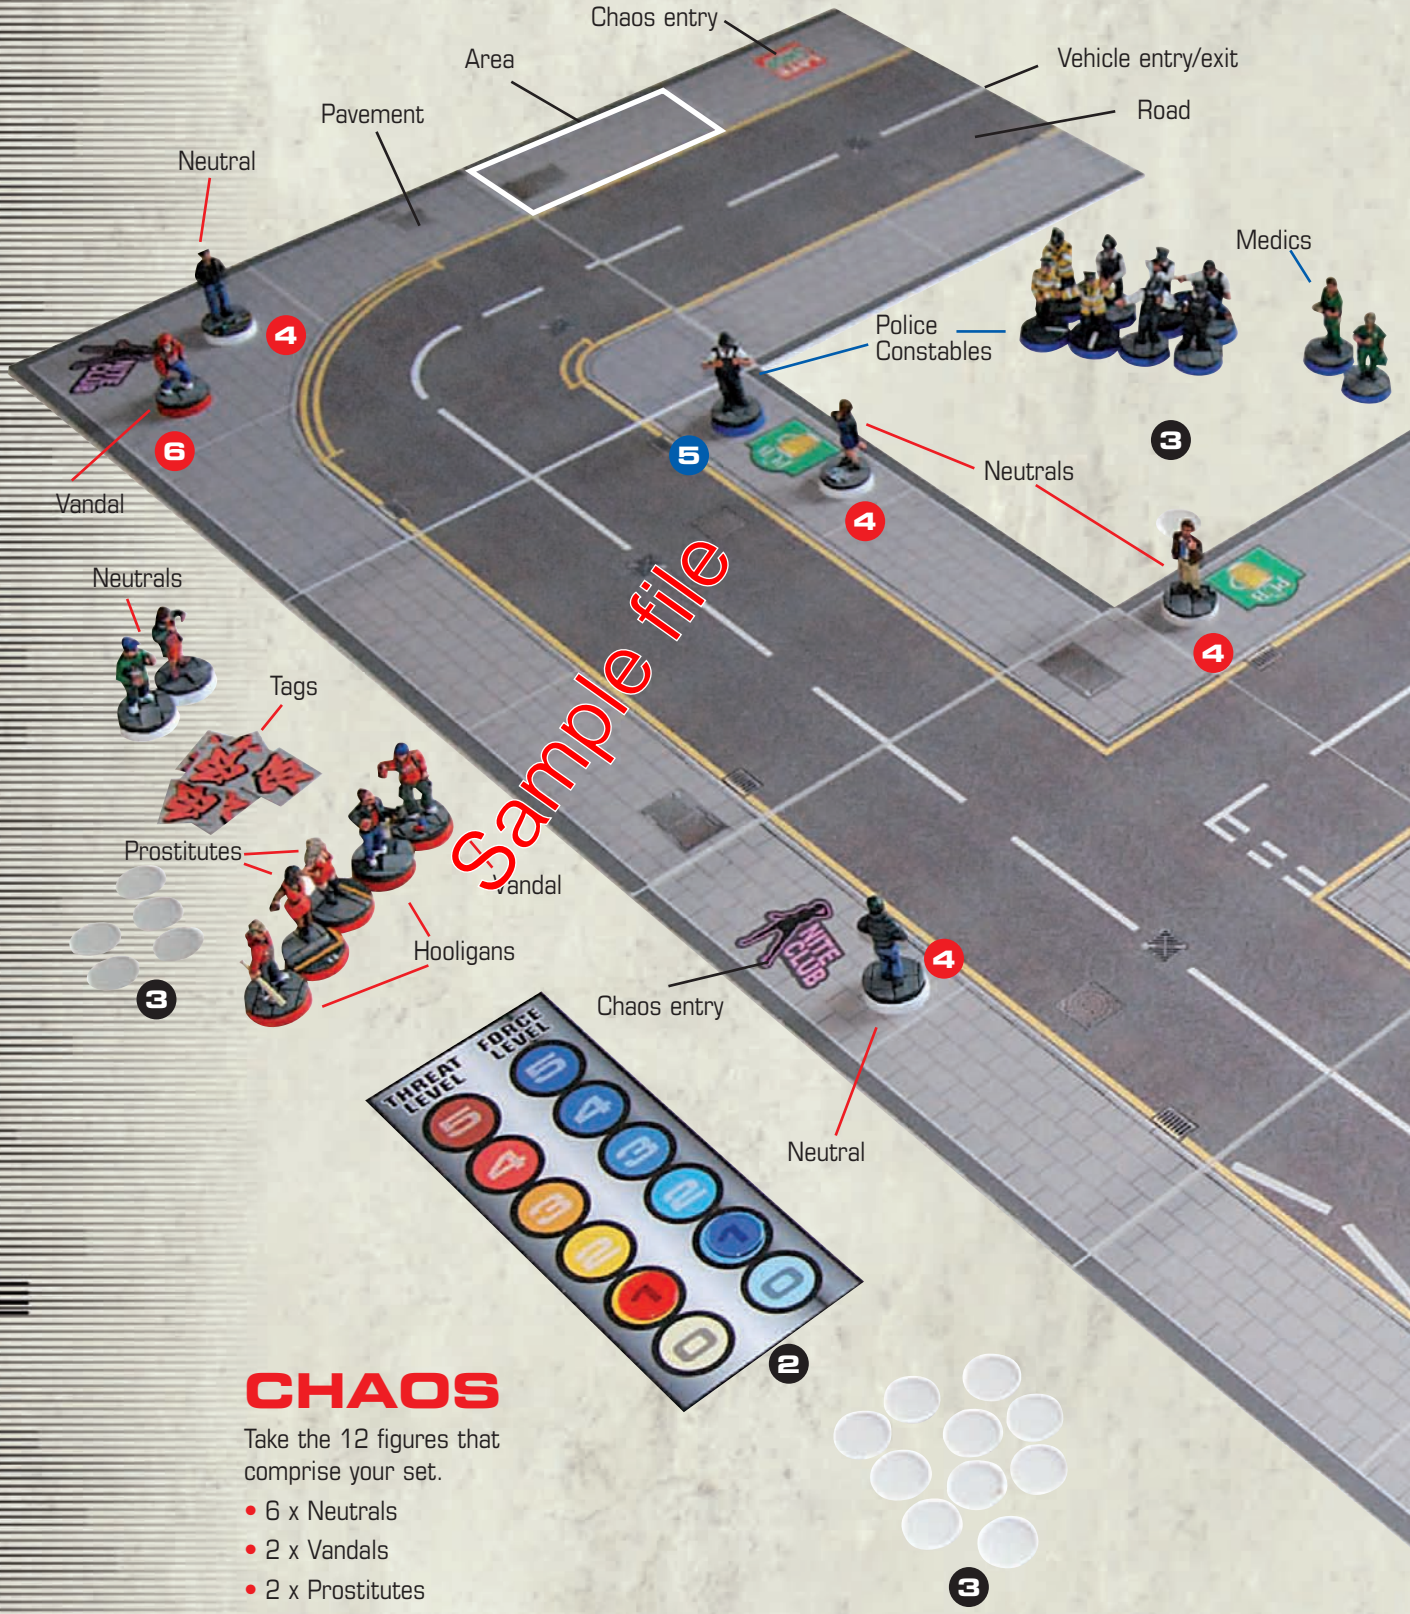 Chaos entry
Area
Vehicle entry/exit
Pavement
Road
Neutral
Medics
4
Police
Constables
3
6
5
Neutrals
Vandal
4
PUB
4
Neutrals
Tags
Sample file
Prostitutes
Vandal
Hooligans
3
NITE
CLUB
4
Chaos entry
Neutral
THREAT
LEVEL
FORCE
LEVEL
5
4
3
2
1
0
5
4
3
2
1
0
2
CHAOS
Take the 12 figures that
comprise your set.
• 6 x Neutrals
• 2 x Vandals
• 2 x Prostitutes
3